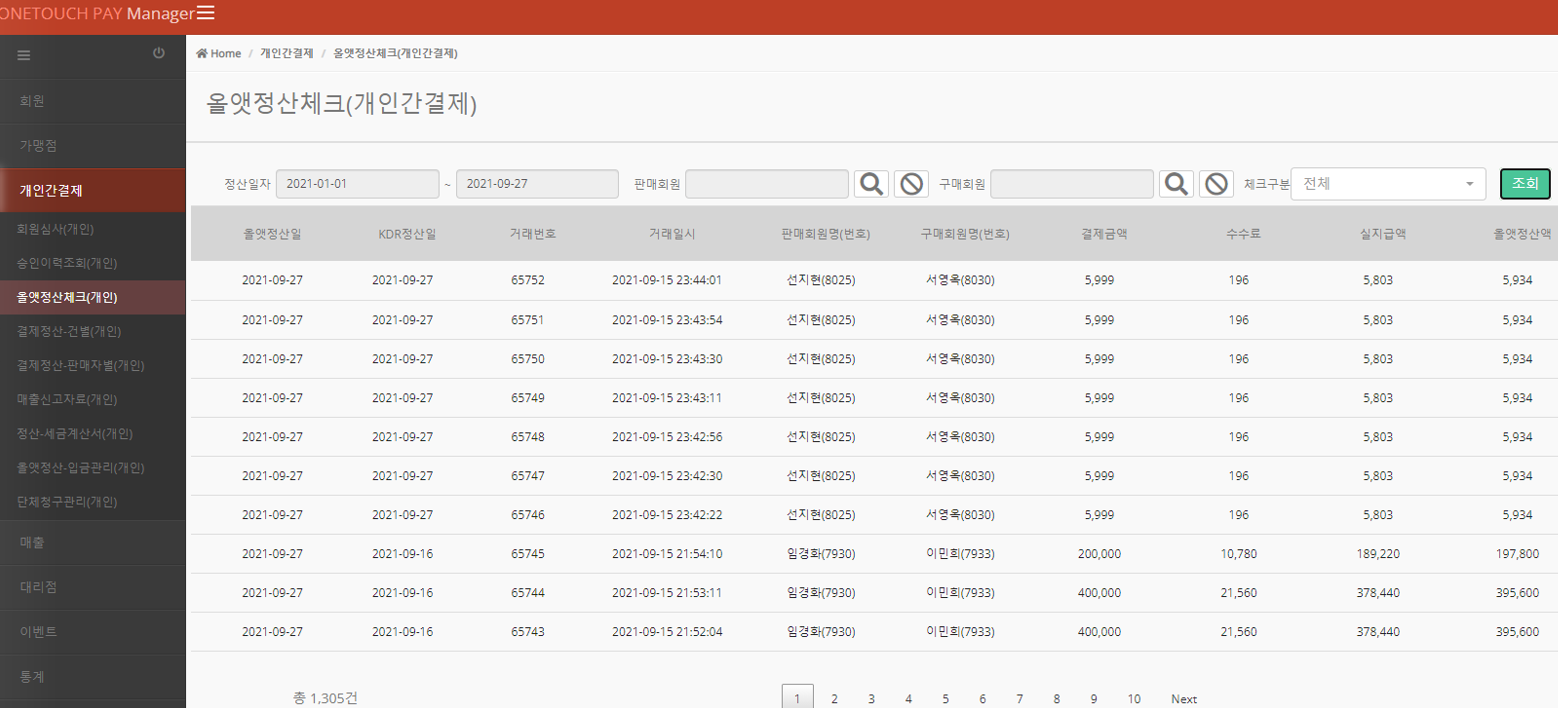 ONETOUCH PAY Manager
Home / 개인간결제 / 올앳정산체크(개인간결제)
회원
가맹점
개인간결제
회원심사(개인)
승인이력조회(개인)
올앳정산체크(개인)
결제정산-건별(개인)
결제정산-판매자별(개인)
매출신고자료(개인)
정산-세금계산서(개인)
올앳정산-입금관리(개인)
단체청구관리(개인)
매출
대리점
이벤트
통계
올앳정산체크(개인간결제)
정산일자 2021-01-01 ~ 2021-09-27 판매회원 구매회원 체크구분 전체 조회
올앳정산일 KDR정산일 거래번호 거래일시 판매회원명(번호) 구매회원명(번호) 결제금액 수수료 실지급액 올앳정산액
2021-09-27 2021-09-27 65752 2021-09-15 23:44:01 선지현(8025) 서영옥(8030) 5,999 196 5,803 5,934
2021-09-27 2021-09-27 65751 2021-09-15 23:43:54 선지현(8025) 서영옥(8030) 5,999 196 5,803 5,934
2021-09-27 2021-09-27 65750 2021-09-15 23:43:30 선지현(8025) 서영옥(8030) 5,999 196 5,803 5,934
2021-09-27 2021-09-27 65749 2021-09-15 23:43:11 선지현(8025) 서영옥(8030) 5,999 196 5,803 5,934
2021-09-27 2021-09-27 65748 2021-09-15 23:42:56 선지현(8025) 서영옥(8030) 5,999 196 5,803 5,934
2021-09-27 2021-09-27 65747 2021-09-15 23:42:30 선지현(8025) 서영옥(8030) 5,999 196 5,803 5,934
2021-09-27 2021-09-27 65746 2021-09-15 23:42:22 선지현(8025) 서영옥(8030) 5,999 196 5,803 5,934
2021-09-27 2021-09-16 65745 2021-09-15 21:54:10 임경화(7930) 이민희(7933) 200,000 10,780 189,220 197,800
2021-09-27 2021-09-16 65744 2021-09-15 21:53:11 임경화(7930) 이민희(7933) 400,000 21,560 378,440 395,600
2021-09-27 2021-09-16 65743 2021-09-15 21:52:04 임경화(7930) 이민희(7933) 400,000 21,560 378,440 395,600
총 1,305건 1 2 3 4 5 6 7 8 9 10 Next